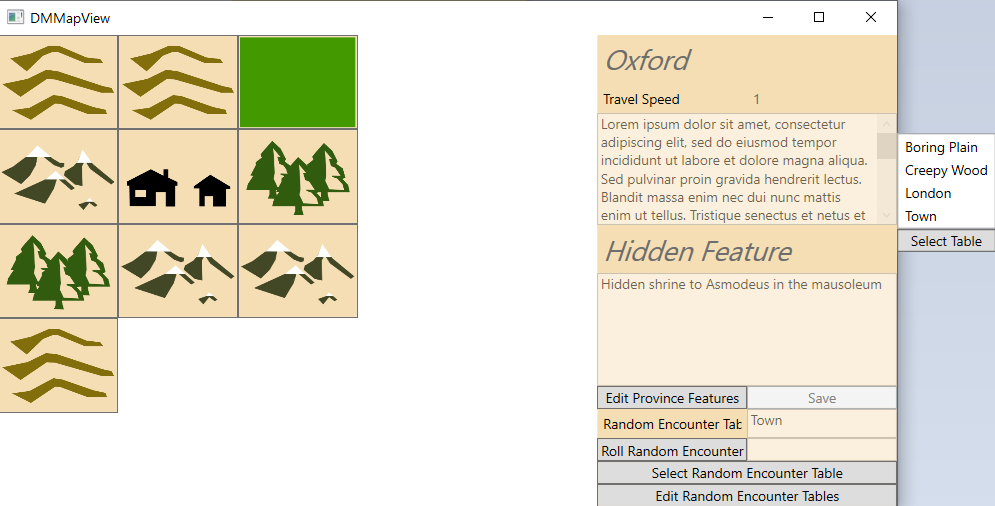 DMMapView
Oxford
Travel Speed 1
Lorem ipsum dolor sit amet, consectetur
adipiscing elit, sed do eiusmod tempor
incididunt ut labore et dolore magna aliqua.
Sed pulvinar proin gravida hendrerit lectus.
Blandit massa enim nec dui nunc mattis
enim ut tellus. Tristique senectus et netus et
Hidden Feature
Hidden shrine to Asmodeus in the mausoleum
Edit Province Features Save
Random Encounter Tab Town
Roll Random Encounter
Select Random Encounter Table
Edit Random Encounter Tables
Boring Plain
Creepy Wood
London
Town
Select Table